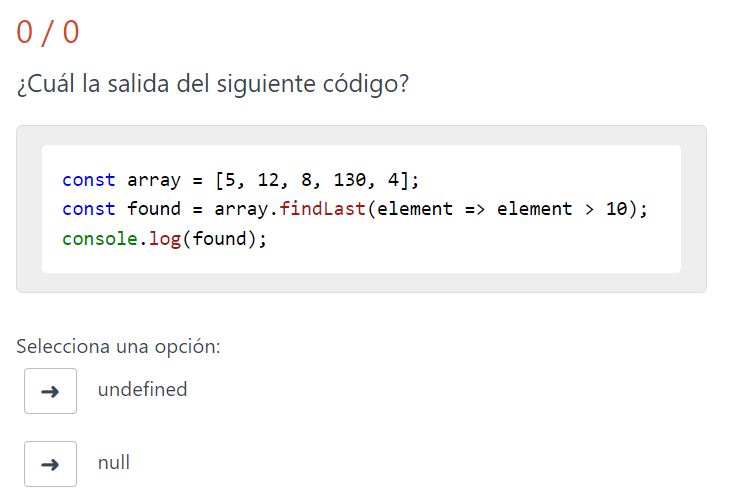 0 / 0
¿Cuál la salida del siguiente código?
const array = [5, 12, 8, 130, 4];
const found = array.findLast(element => element > 10);
console.log(found);
Selecciona una opción:
➜ undefined
➜ null